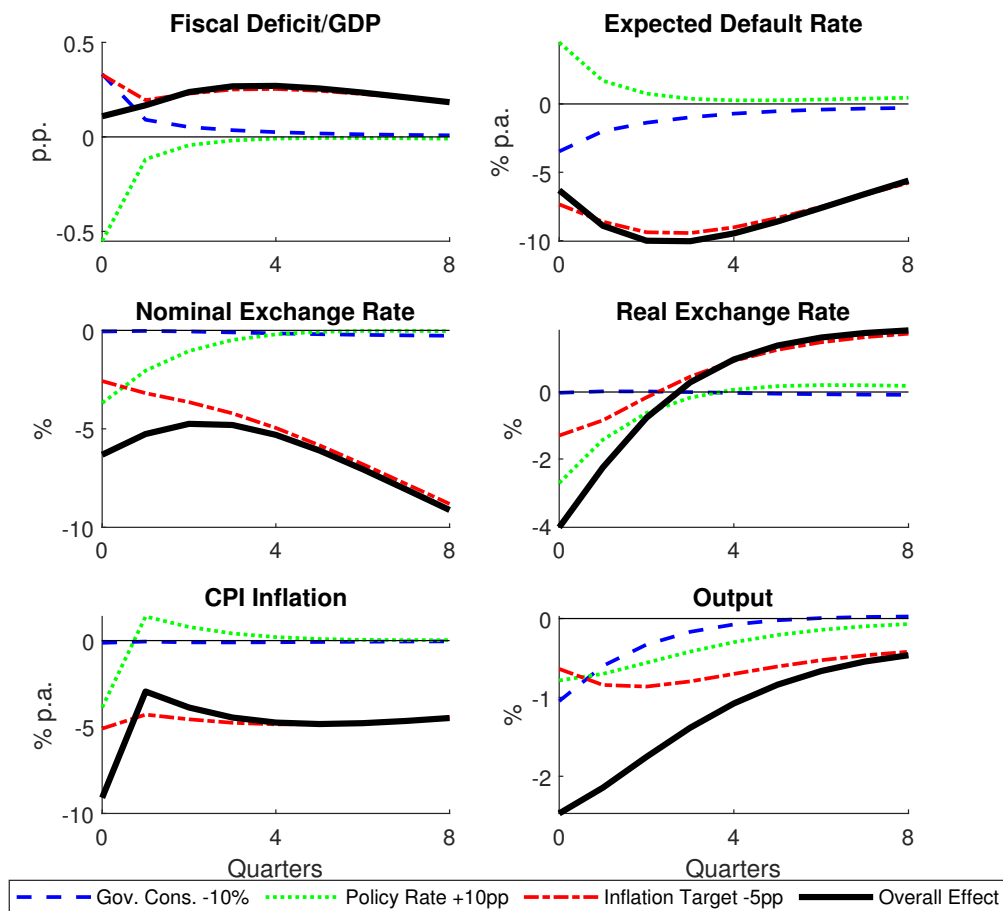 Fiscal Deficit/GDP
0.5
0
-0.5
p.p.
0 4 8
Expected Default Rate
0
-5
-10
% p.a.
0 4 8
Nominal Exchange Rate
0
-5
-10
%
0 4 8
Real Exchange Rate
0
-2
-4
%
0 4 8
CPI Inflation
0
-5
-10
% p.a.
0 4 8
Quarters
Output
0
-1
-2
%
0 4 8
Quarters
Gov. Cons. -10% Policy Rate +10pp Inflation Target -5pp Overall Effect